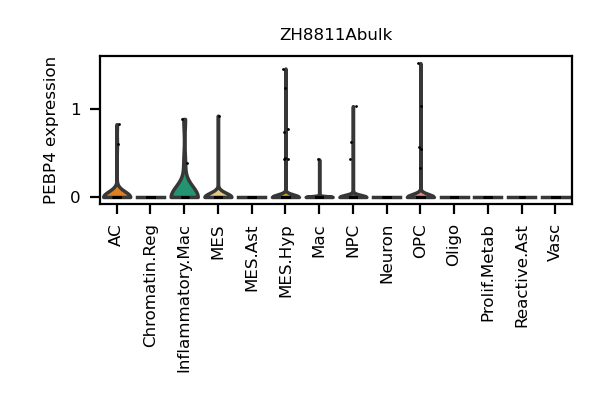 ZH8811Abulk
PEBP4 expression
1
0
AC
Chromatin.Reg
Inflammatory.Mac
MES
MES.Ast
MES.Hyp
Mac
NPC
Neuron
OPC
Oligo
Prolif.Metab
Reactive.Ast
Vasc